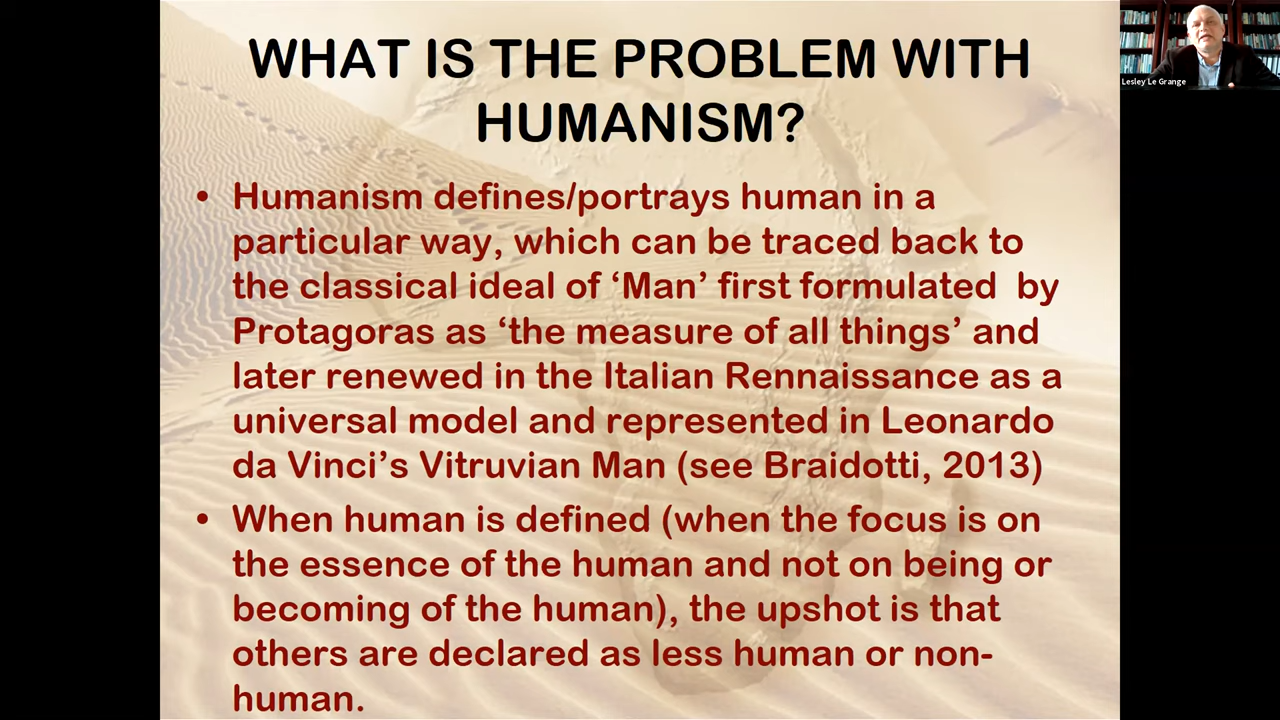 WHAT IS THE PROBLEM WITH
HUMANISM?
• Humanism defines/portrays human in a
particular way, which can be traced back to
the classical ideal of ‘Man’ first formulated  by
Protagoras as ‘the measure of all things’ and
later renewed in the Italian Rennaissance as a
universal model and represented in Leonardo
da Vinci’s Vitruvian Man (see Braidotti, 2013)
• When human is defined (when the focus is on
the essence of the human and not on being or
becoming of the human), the upshot is that
others are declared as less human or non-
human.
Lesley Le Grange